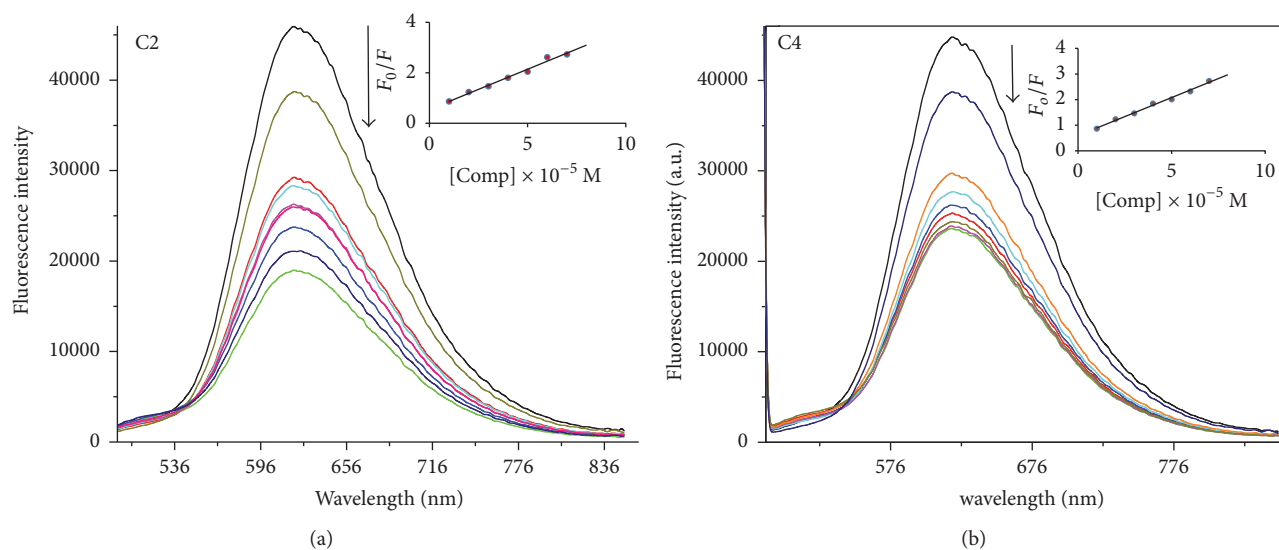 C2
Fluorescence intensity
40000
30000
20000
10000
0
536
596
656
716
776
836
Wavelength (nm)
F₀/F
4
2
0
0
5
10
[Comp] × 10⁻⁵ M
(a)
C4
Fluorescence intensity (a.u.)
40000
30000
20000
10000
0
576
676
776
wavelength (nm)
Fₒ/F
4
3
2
1
0
0
5
10
[Comp] × 10⁻⁵ M
(b)